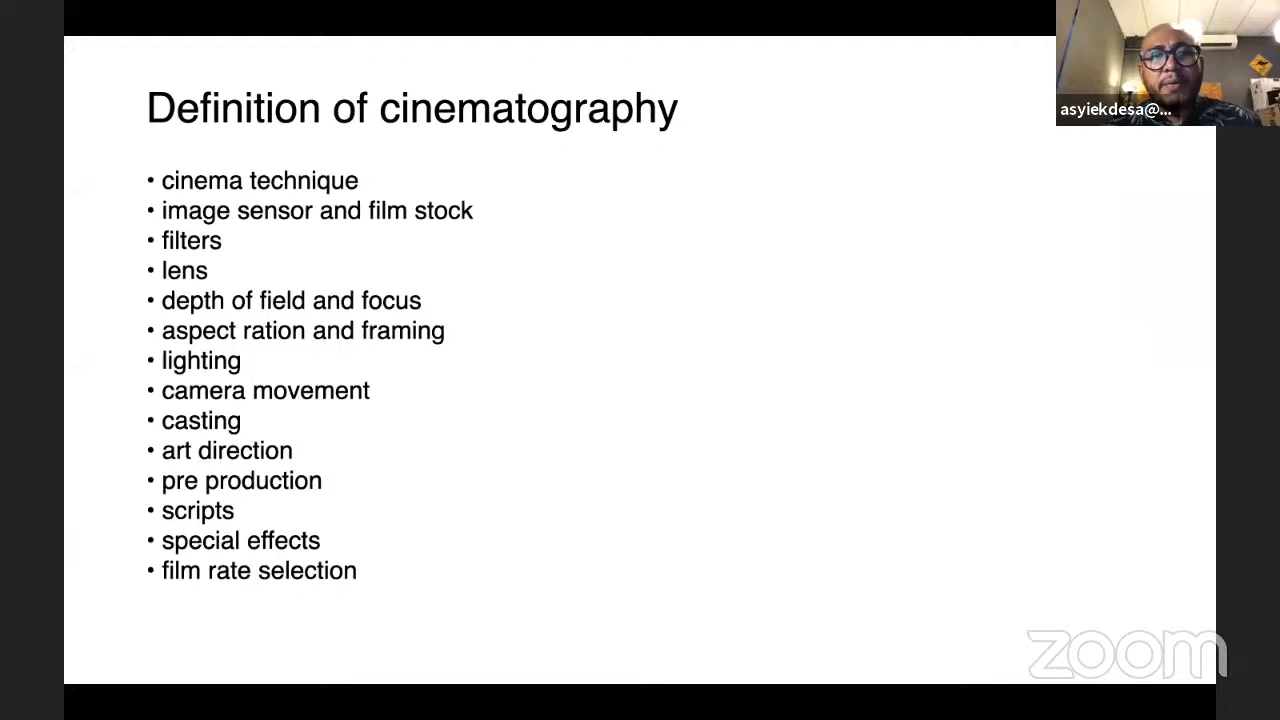 Definition of cinematography
• cinema technique
• image sensor and film stock
• filters
• lens
• depth of field and focus
• aspect ration and framing
• lighting
• camera movement
• casting
• art direction
• pre production
• scripts
• special effects
• film rate selection
asyiekdesa@...
zoom